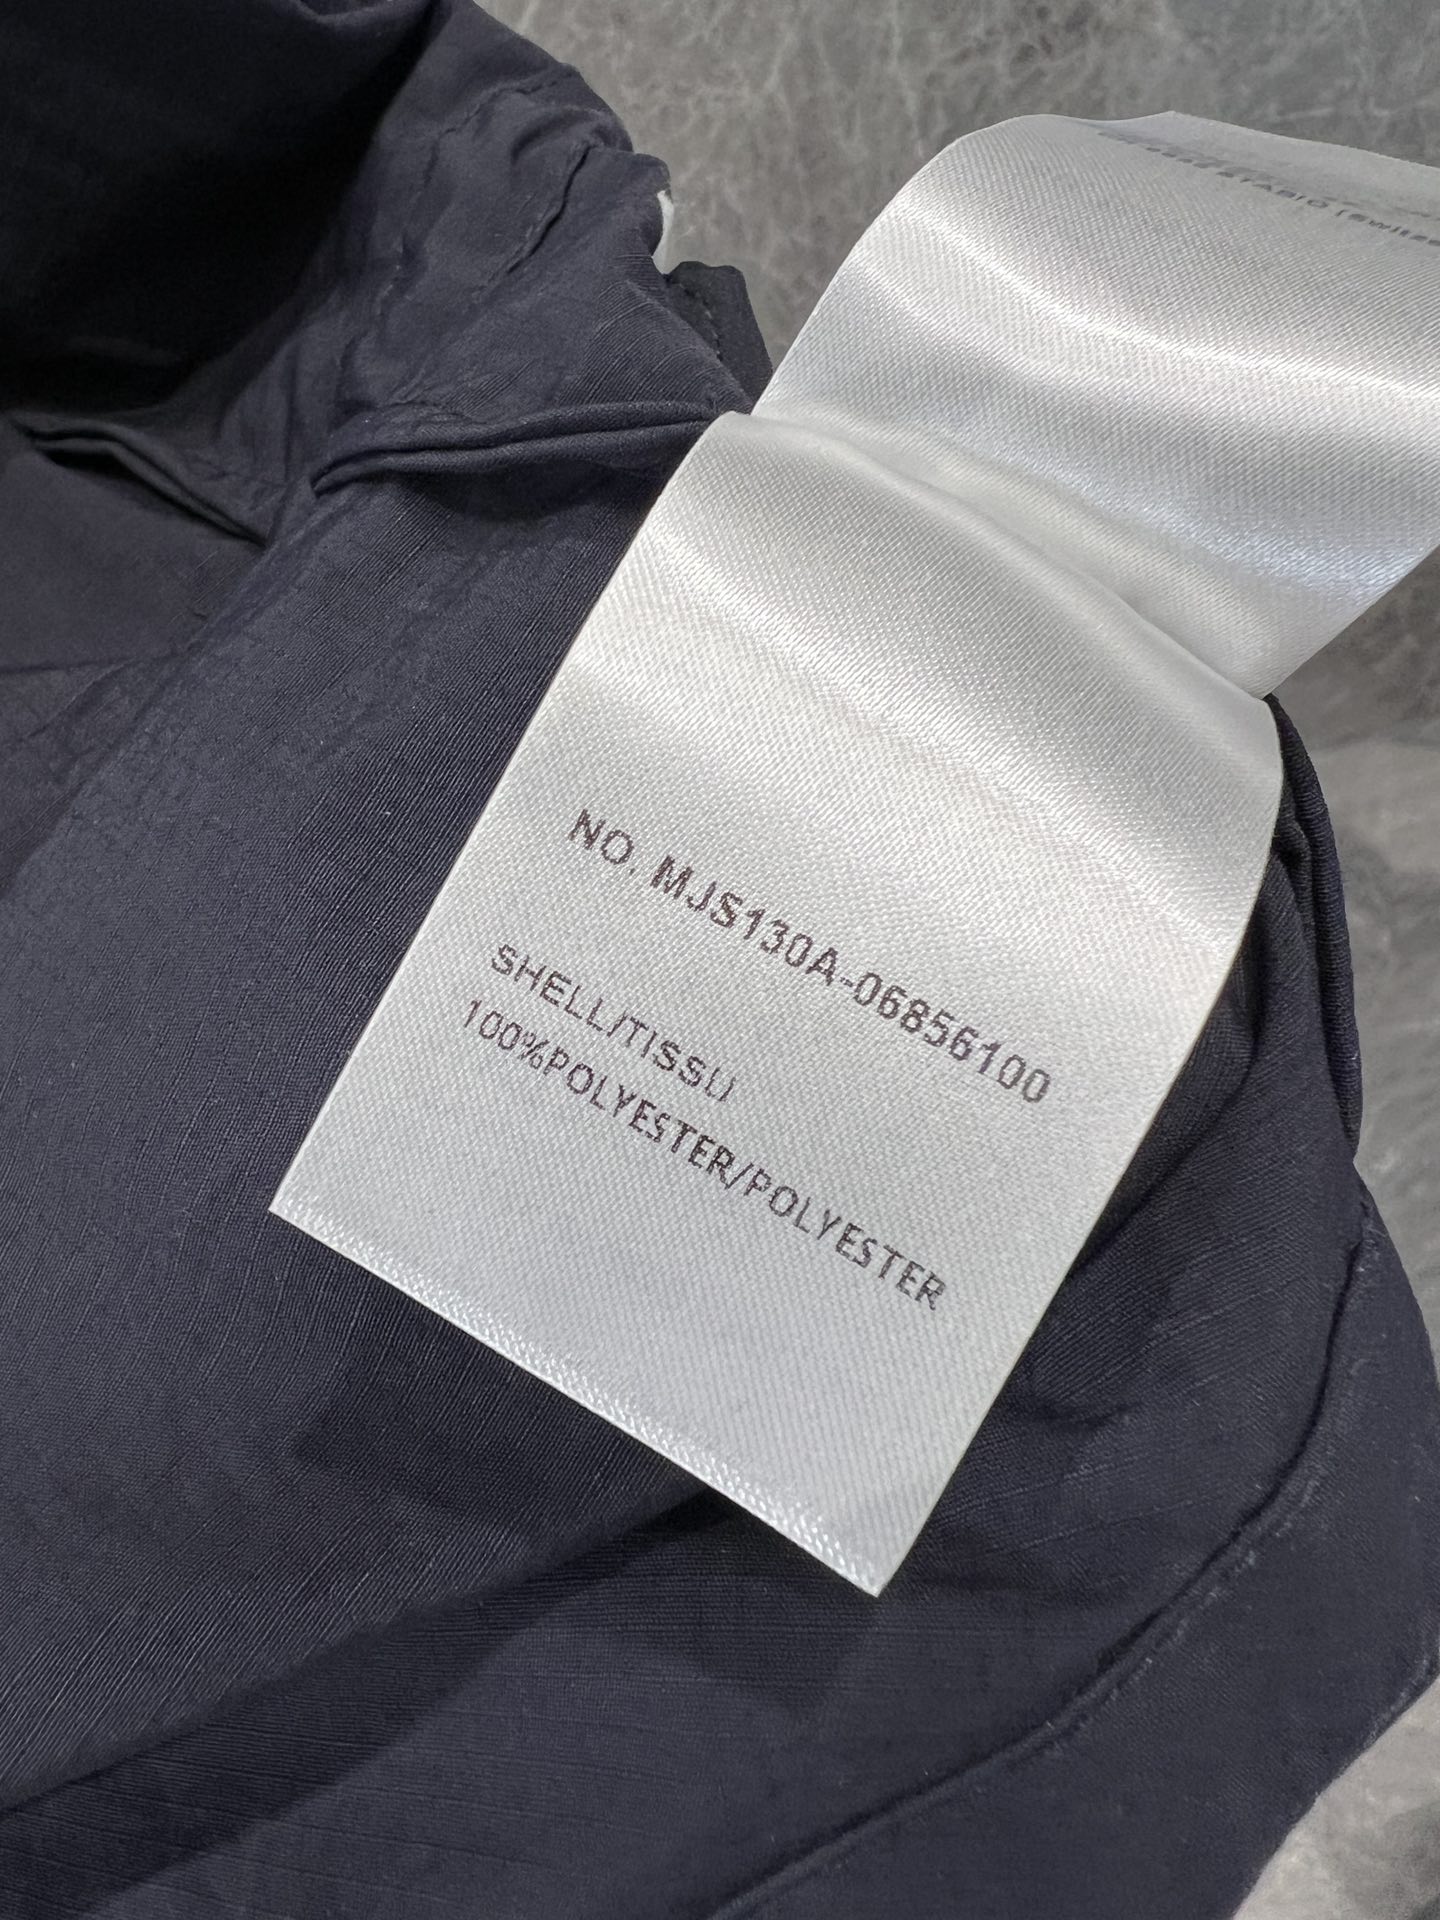 NO. MJS130A-06856100
SHELL/TISSU
100%POLYESTER/POLYESTER